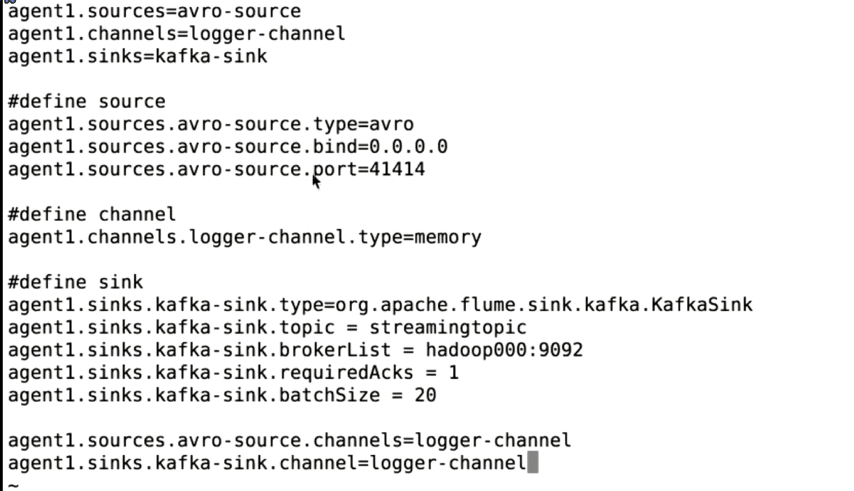 agent1.sources=avro-source
agent1.channels=logger-channel
agent1.sinks=kafka-sink
#define source
agent1.sources.avro-source.type=avro
agent1.sources.avro-source.bind=0.0.0.0
agent1.sources.avro-source.port=41414
#define channel
agent1.channels.logger-channel.type=memory
#define sink
agent1.sinks.kafka-sink.type=org.apache.flume.sink.kafka.KafkaSink
agent1.sinks.kafka-sink.topic = streamingtopic
agent1.sinks.kafka-sink.brokerList = hadoop000:9092
agent1.sinks.kafka-sink.requiredAcks = 1
agent1.sinks.kafka-sink.batchSize = 20
agent1.sources.avro-source.channels=logger-channel
agent1.sinks.kafka-sink.channel=logger-channel
~